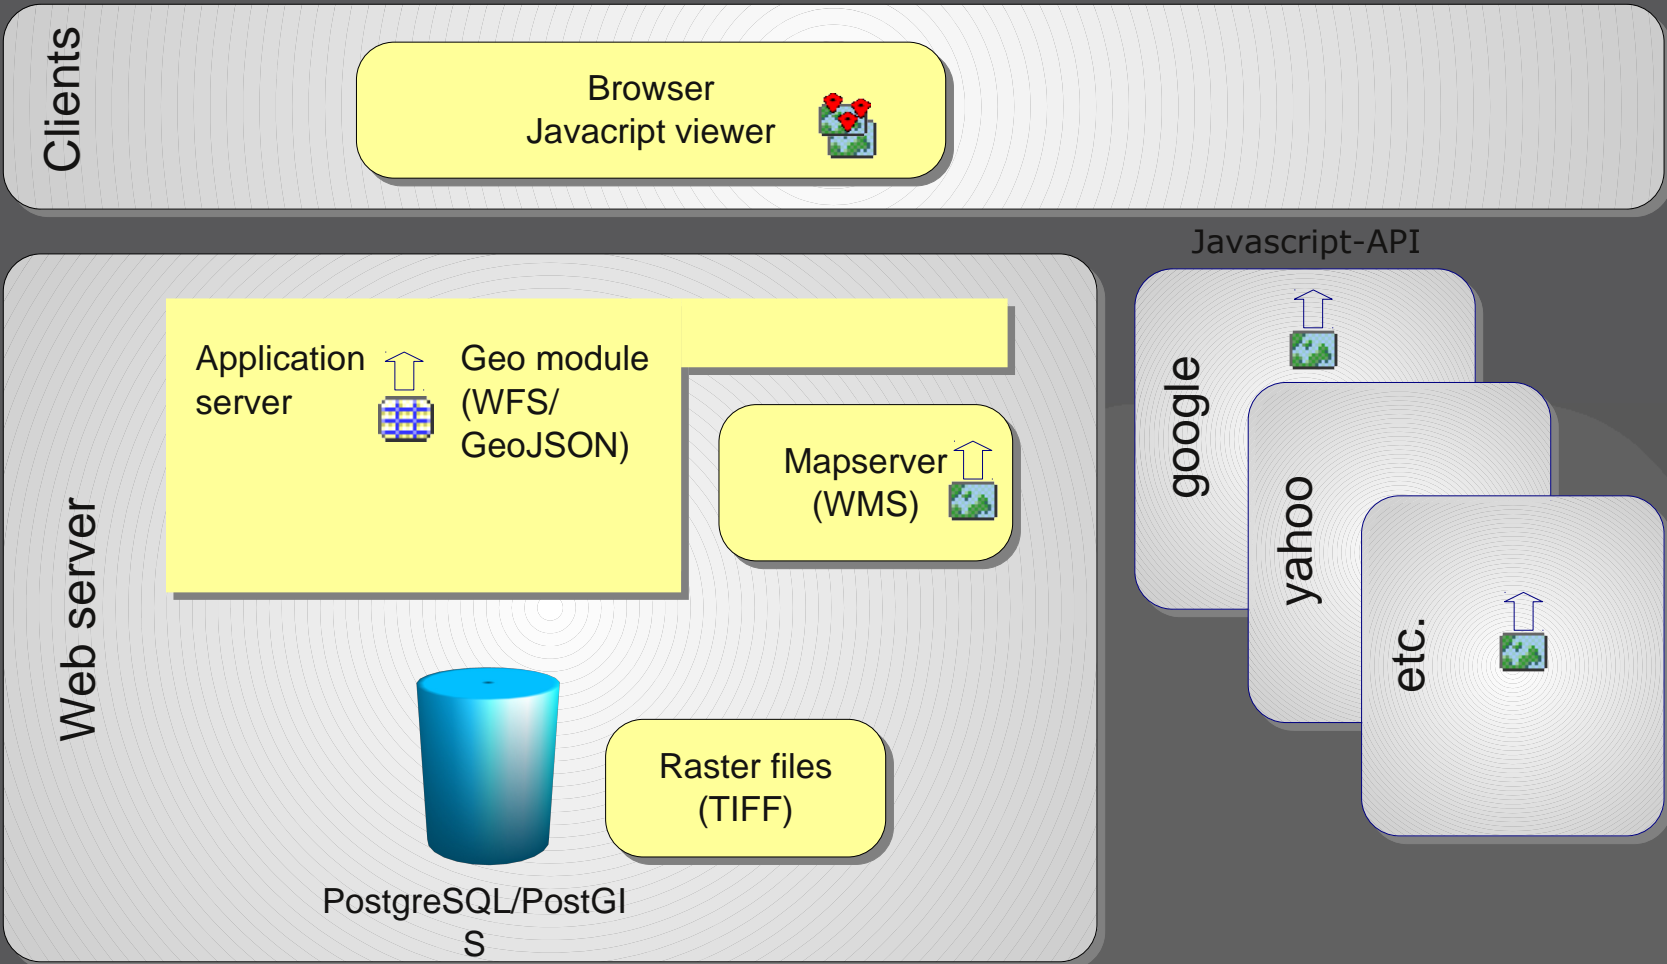 Clients
Browser
Javacript viewer
Javascript-API
Web server
Application
server
Geo module
(WFS/
GeoJSON)
Mapserver
(WMS)
Raster files
(TIFF)
PostgreSQL/PostGI
S
google
yahoo
etc.